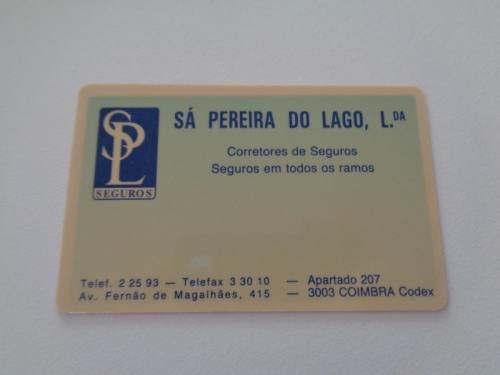 SPL
SEGUROS
SÁ PEREIRA DO LAGO, L.DA
Corretores de Seguros
Seguros em todos os ramos
Telef. 2 25 93 — Telefax 3 30 10 — Apartado 207
Av. Fernão de Magalhães, 415 — 3003 COIMBRA Codex